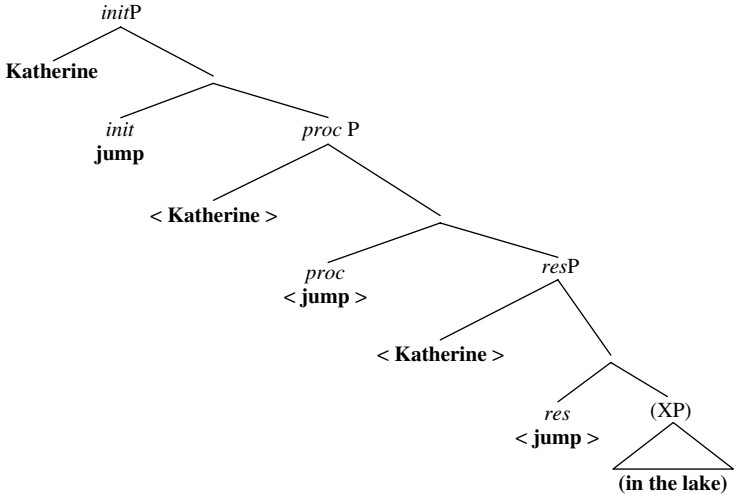 initP
Katherine
init
jump
proc P
< Katherine >
proc
< jump >
resP
< Katherine >
res
< jump >
(XP)
(in the lake)